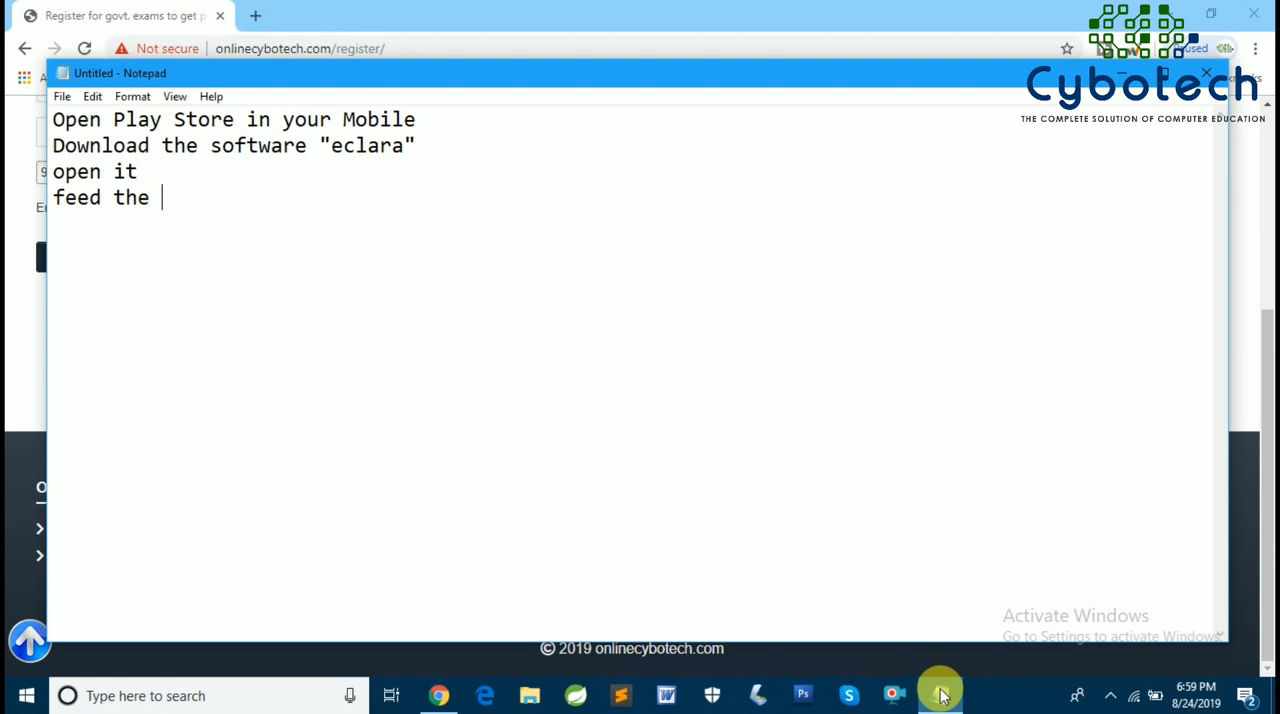 Register for govt. exams to get p
Not secure
onlinecybotech.com/register/
Paused
Cybotech
THE COMPLETE SOLUTION OF COMPUTER EDUCATION
Untitled - Notepad
File Edit Format View Help
Open Play Store in your Mobile
Download the software "eclara"
open it
feed the
Activate Windows
Go to Settings to activate Windows.
© 2019 onlinecybotech.com
Type here to search
6:59 PM
8/24/2019
2